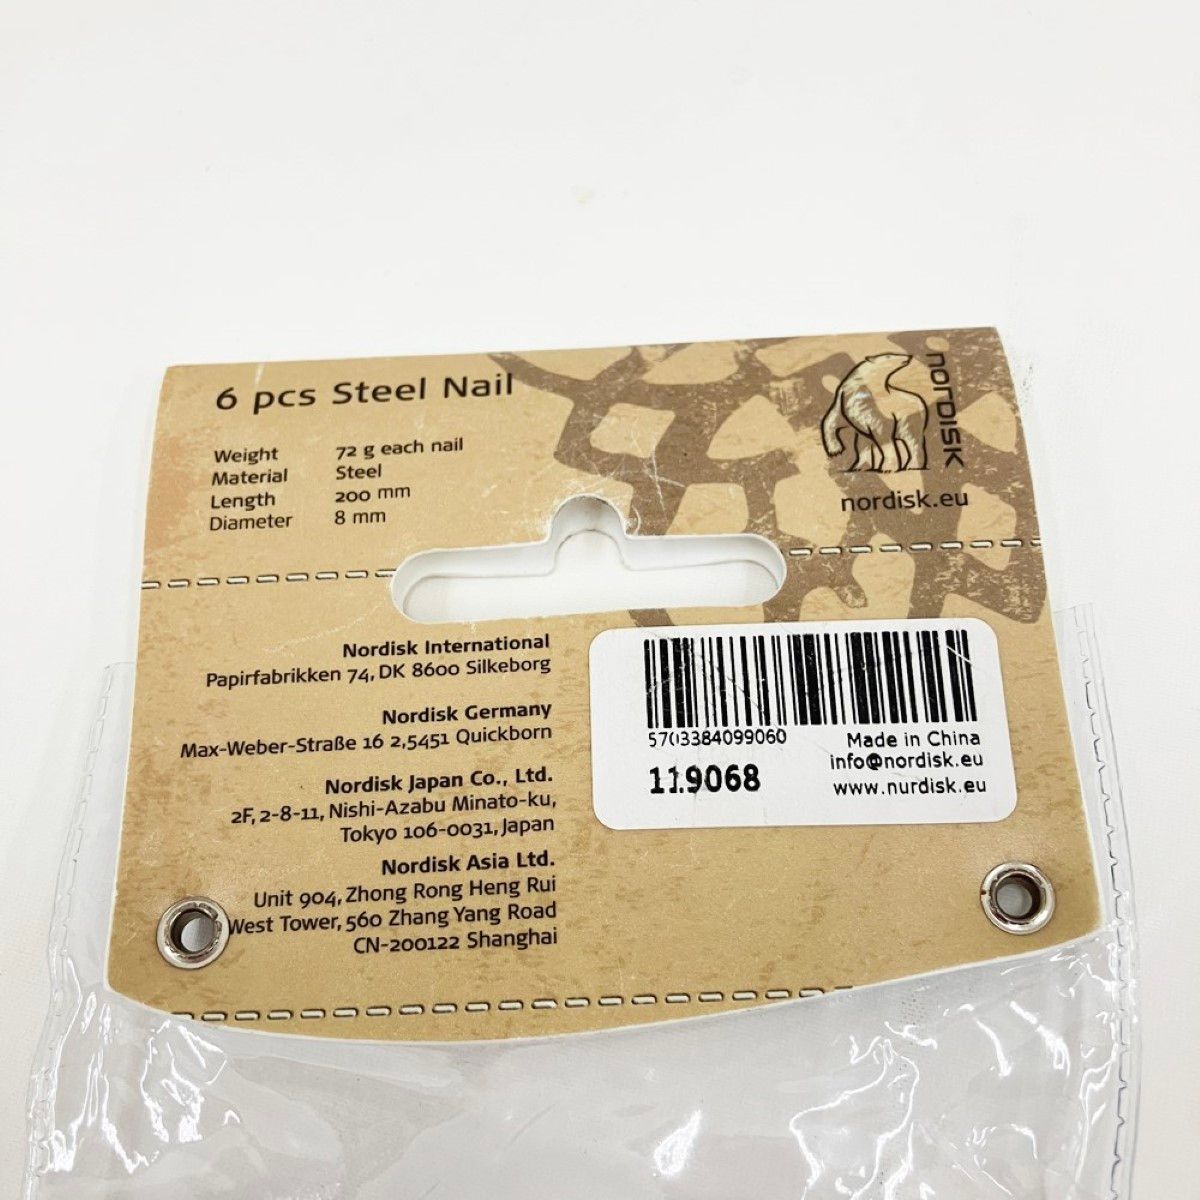 6 pcs Steel Nail
Weight 72 g each nail
Material Steel
Length 200 mm
Diameter 8 mm
nordisk
nordisk.eu
Nordisk International
Papirfabrikken 74, DK 8600 Silkeborg
Nordisk Germany
Max-Weber-Straße 16 2,5451 Quickborn
Nordisk Japan Co., Ltd.
2F, 2-8-11, Nishi-Azabu Minato-ku,
Tokyo 106-0031, Japan
Nordisk Asia Ltd.
Unit 904, Zhong Rong Heng Rui
West Tower, 560 Zhang Yang Road
CN-200122 Shanghai
5703384099060
Made in China
info@nordisk.eu
119068
www.nurdisk.eu